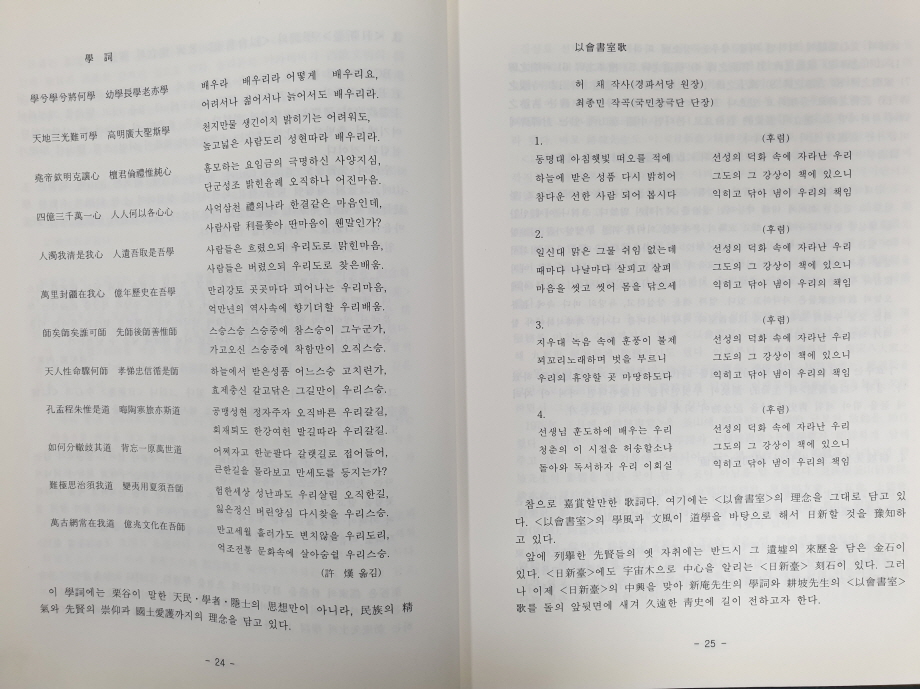 學 詞
學兮學兮將何學 幼學長學老亦學
배우라 배우리라 어떻게 배우리요,
어려서나 젊어서나 늙어서도 배우리라.
天地三光難可學 高明廣大聖斯學
천지만물 생긴이치 밝히기는 어려워도,
높고넓은 사람도리 성현따라 배우리라.
堯帝欽明克讓心 檀君倫禮惟純心
흠모하는 요임금의 극명하신 사양지심,
단군성조 밝힌윤례 오직하나 어진마음.
四億三千萬一心 人人何以各心心
사억삼천 禮의나라 한결같은 마음인데,
사람사람 利를쫓아 딴마음이 웬말인가?
人濁我淸是我心 人遺吾取是吾學
사람들은 흐렸으되 우리도로 밝힌마음,
사람들은 버렸으되 우리도로 찾은배움.
萬里封疆在我心 億年歷史在吾學
만리강토 곳곳마다 피어나는 우리마음,
억만년의 역사속에 향기더할 우리배움.
師矣師矣誰可師 先師後師善惟師
스승스승 스승중에 참스승이 그누군가,
가고오신 스승중에 착함만이 오직스승.
天人性命驟何師 孝悌忠信循是師
하늘에서 받은성품 어느스승 고치련가,
효제충신 갈고닦은 그길만이 우리스승.
孔孟程朱惟是道 晦陶寒旅亦斯道
공맹성현 정자주자 오직바른 우리갈길,
회재퇴도 한강여헌 발길따라 우리갈길.
如何分轍歧其道 背忘一原萬世道
어쩌자고 한눈팔다 갈랫길로 접어들어,
큰한길을 몰라보고 만세도를 등지는가?
難極思治須我道 變夷用夏須吾師
험한세상 성난파도 우리살릴 오직한길,
잃은정신 버린양심 다시찾을 우리스승.
萬古綱常在我道 億兆文化在吾師
만고세월 흘러가도 변치않을 우리도리,
억조전통 문화속에 살아숨쉴 우리스승.
(許 熯 옮김)
이 學詞에는 栗谷이 말한 天民·學者·隱士의 思想만이 아니라, 民族의 精
氣와 先賢의 崇仰과 國土愛護까지의 理念을 담고 있다.
- 24 -
以會書室歌
허 채 작사(경파서당 원장)
최종민 작곡(국민창극단 단장)
1. (후렴)
동명대 아침햇빛 떠오를 적에 선성의 덕화 속에 자라난 우리
하늘에 받은 성품 다시 밝히어 그도의 그 강상이 책에 있으니
참다운 선한 사람 되어 봅시다 익히고 닦아 냄이 우리의 책임
2. (후렴)
일신대 맑은 그물 쉬임 없는데 선성의 덕화 속에 자라난 우리
때마다 나날마다 살피고 살펴 그도의 그 강상이 책에 있으니
마음을 씻고 씻어 몸을 닦으세 익히고 닦아 냄이 우리의 책임
3. (후렴)
지우대 녹음 속에 훈풍이 불제 선성의 덕화 속에 자라난 우리
꾀꼬리노래하며 벗을 부르니 그도의 그 강상이 책에 있으니
우리의 휴양할 곳 마땅하도다 익히고 닦아 냄이 우리의 책임
4. (후렴)
선생님 훈도하에 배우는 우리 선성의 덕화 속에 자라난 우리
청춘의 이 시절을 허송할소냐 그도의 그 강상이 책에 있으니
돌아와 독서하자 우리 이회실 익히고 닦아 냄이 우리의 책임
참으로 嘉賞할만한 歌詞다. 여기에는 <以會書室>의 理念을 그대로 담고 있
다. <以會書室>의 學風과 文風이 道學을 바탕으로 해서 日新할 것을 豫知하
고 있다.
앞에 列擧한 先賢들의 옛 자취에는 반드시 그 遺墟의 來歷을 담은 金石이
있다. <日新臺>에도 宇宙木으로 中心을 알리는 <日新臺> 刻石이 있다. 그러
나 이제 <日新臺>의 中興을 맞아 新庵先生의 學詞와 耕坡先生의 <以會書室>
歌를 돌의 앞뒷면에 새겨 久遠한 靑史에 길이 전하고자 한다.
- 25 -